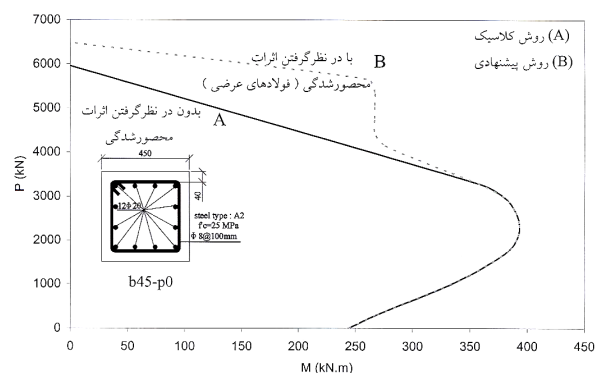 (A) روش کلاسیک
(B) روش پیشنهادی
با در نظرگرفتن اثرات
محصورشدگی ( فولادهای عرضی )
B
بدون در نظرگرفتن اثرات
محصورشدگی
A
450
40
12Φ20
steel type : A2
f'c=25 MPa
Φ 8@100mm
b45-p0
P (kN)
7000
6000
5000
4000
3000
2000
1000
0
0 50 100 150 200 250 300 350 400 450
M (kN.m)